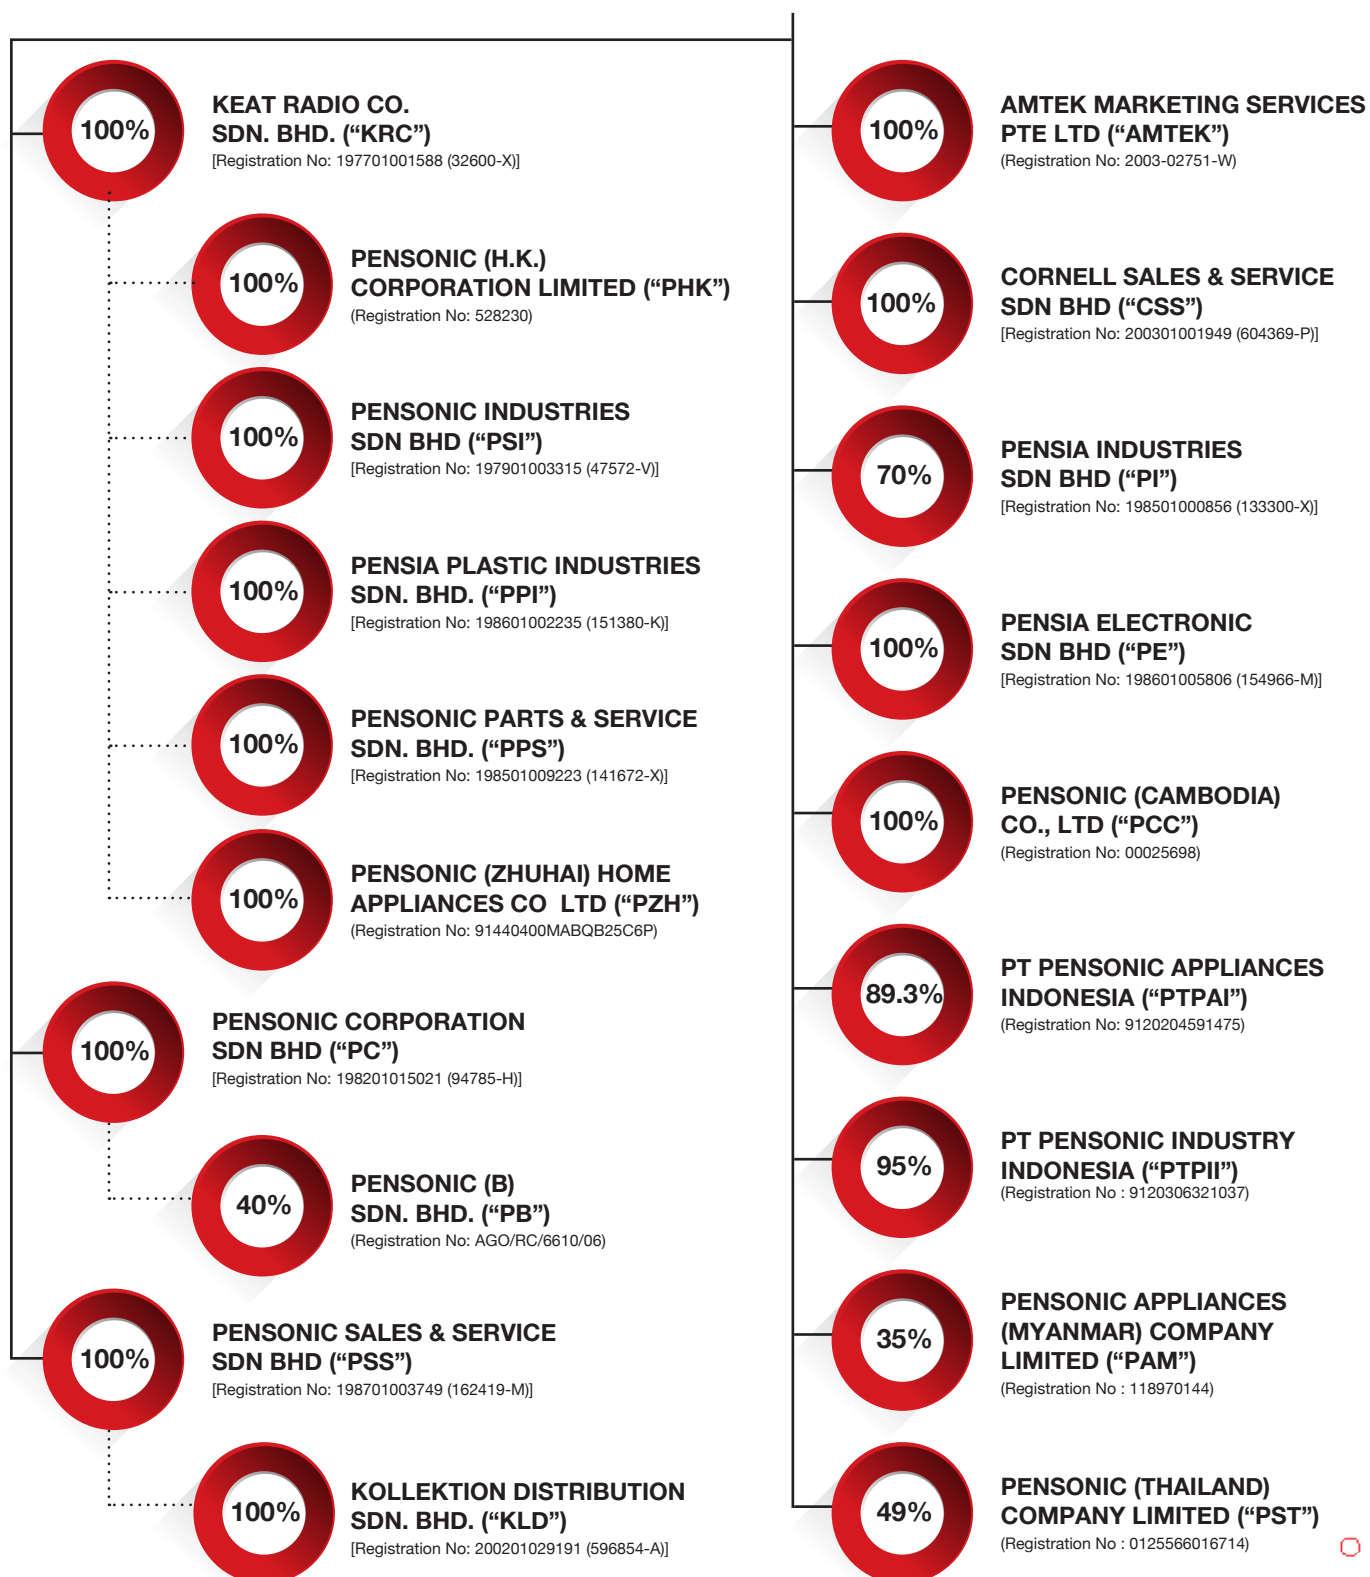 100%
KEAT RADIO CO.
SDN. BHD. (“KRC”)
[Registration No: 197701001588 (32600-X)]
100%
PENSONIC (H.K.)
CORPORATION LIMITED (“PHK”)
(Registration No: 528230)
100%
PENSONIC INDUSTRIES
SDN BHD (“PSI”)
[Registration No: 197901003315 (47572-V)]
100%
PENSIA PLASTIC INDUSTRIES
SDN. BHD. (“PPI”)
[Registration No: 198601002235 (151380-K)]
100%
PENSONIC PARTS & SERVICE
SDN. BHD. (“PPS”)
[Registration No: 198501009223 (141672-X)]
100%
PENSONIC (ZHUHAI) HOME
APPLIANCES CO  LTD (“PZH”)
(Registration No: 91440400MABQB25C6P)
100%
PENSONIC CORPORATION
SDN BHD (“PC”)
[Registration No: 198201015021 (94785-H)]
40%
PENSONIC (B)
SDN. BHD. (“PB”)
(Registration No: AGO/RC/6610/06)
100%
PENSONIC SALES & SERVICE
SDN BHD (“PSS”)
[Registration No: 198701003749 (162419-M)]
100%
KOLLEKTION DISTRIBUTION
SDN. BHD. (“KLD”)
[Registration No: 200201029191 (596854-A)]
100%
AMTEK MARKETING SERVICES
PTE LTD (“AMTEK”)
(Registration No: 2003-02751-W)
100%
CORNELL SALES & SERVICE
SDN BHD (“CSS”)
[Registration No: 200301001949 (604369-P)]
70%
PENSIA INDUSTRIES
SDN BHD (“PI”)
[Registration No: 198501000856 (133300-X)]
100%
PENSIA ELECTRONIC
SDN BHD (“PE”)
[Registration No: 198601005806 (154966-M)]
100%
PENSONIC (CAMBODIA)
CO., LTD (“PCC”)
(Registration No: 00025698)
89.3%
PT PENSONIC APPLIANCES
INDONESIA (“PTPAI”)
(Registration No: 9120204591475)
95%
PT PENSONIC INDUSTRY
INDONESIA (“PTPII”)
(Registration No : 9120306321037)
35%
PENSONIC APPLIANCES
(MYANMAR) COMPANY
LIMITED (“PAM”)
(Registration No : 118970144)
49%
PENSONIC (THAILAND)
COMPANY LIMITED (“PST”)
(Registration No : 0125566016714)